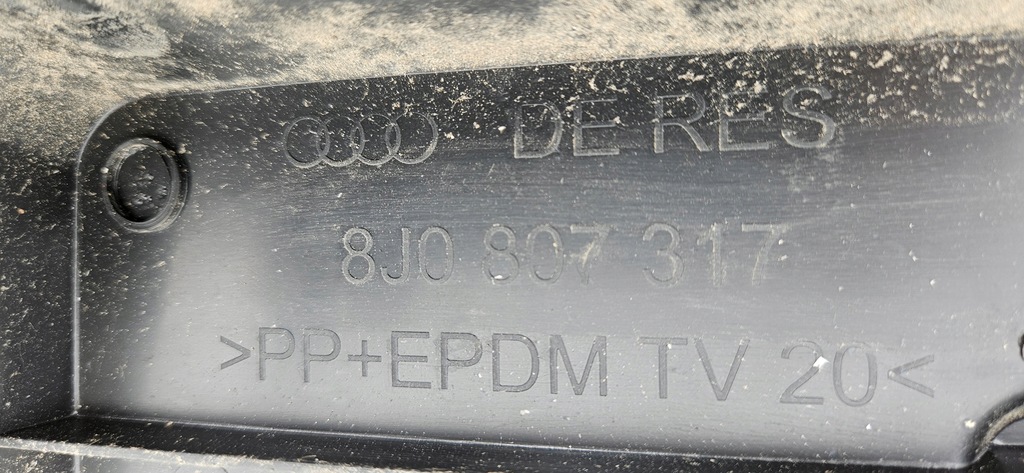 DE RES
8J0 807 317
>PP+EPDM TV 20<